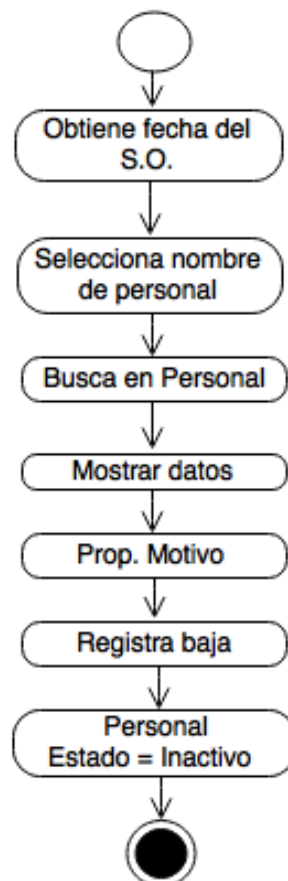 Obtiene fecha del
S.O.
Selecciona nombre
de personal
Busca en Personal
Mostrar datos
Prop. Motivo
Registra baja
Personal
Estado = Inactivo